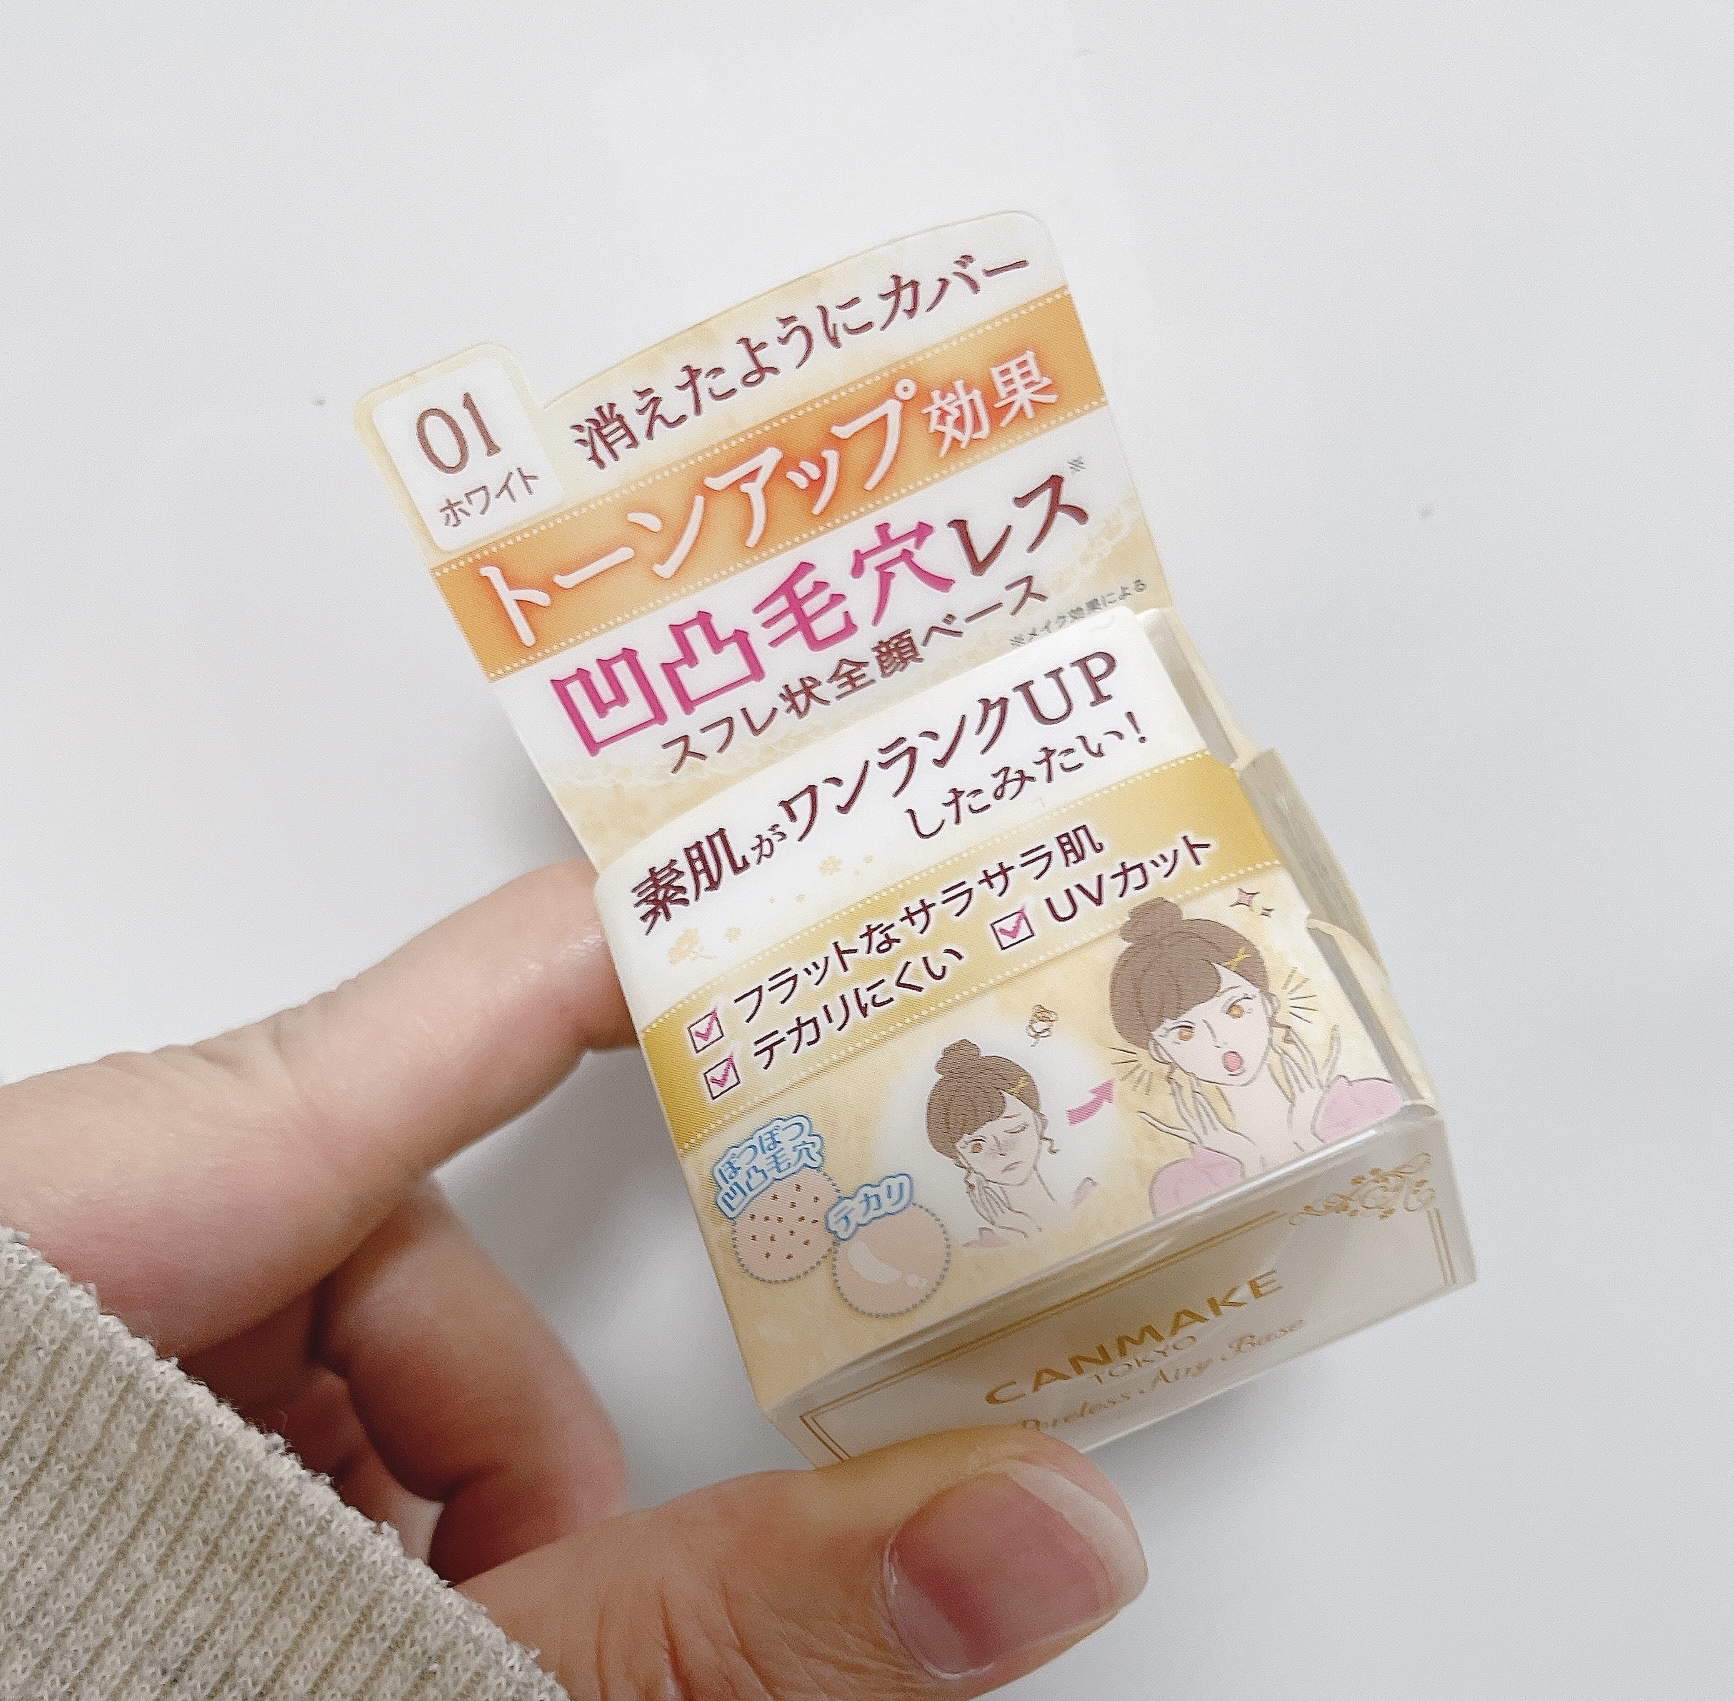 01
ホワイト
消えたようにカバー
トーンアップ効果
凹凸毛穴レス※
スフレ状全顔ベース
※メイク効果による
素肌がワンランクUP
したみたい!
フラットなサラサラ肌
テカリにくい
UVカット
ぽつぽつ
凹凸毛穴
テカリ
CANMAKE
TOKYO
Poreless Airy Base